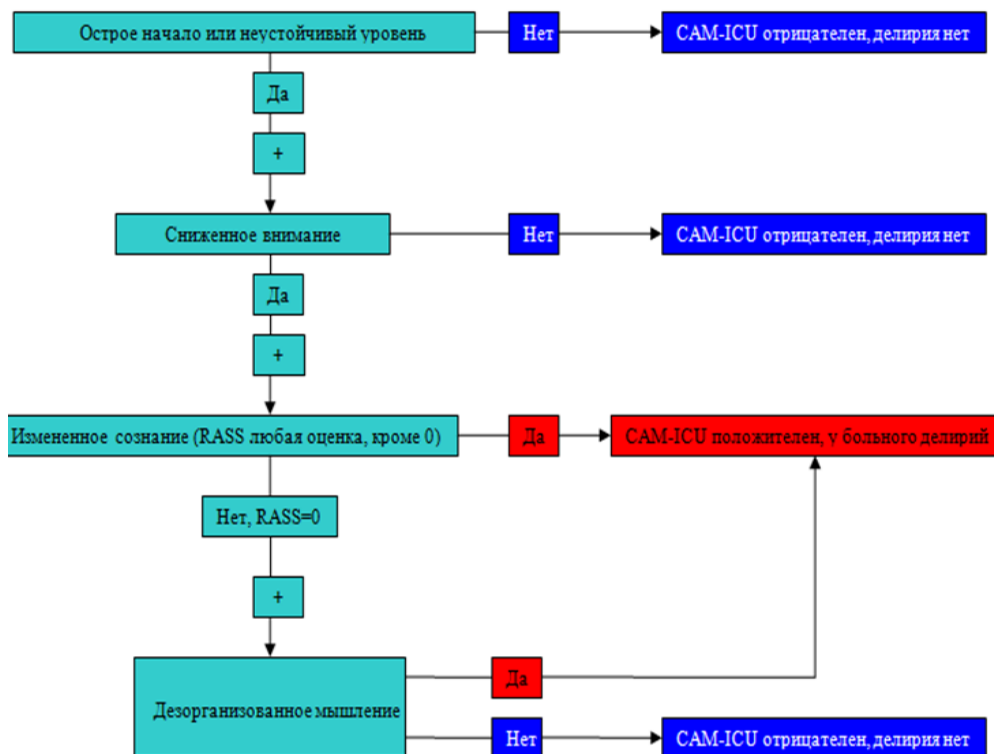 Острое начало или неустойчивый уровень
Нет
CAM-ICU отрицателен, делирия нет
Да
+
Сниженное внимание
Нет
CAM-ICU отрицателен, делирия нет
Да
+
Измененное сознание (RASS любая оценка, кроме 0)
Да
CAM-ICU положителен, у больного делирий
Нет, RASS=0
+
Дезорганизованное мышление
Да
Нет
CAM-ICU отрицателен, делирия нет